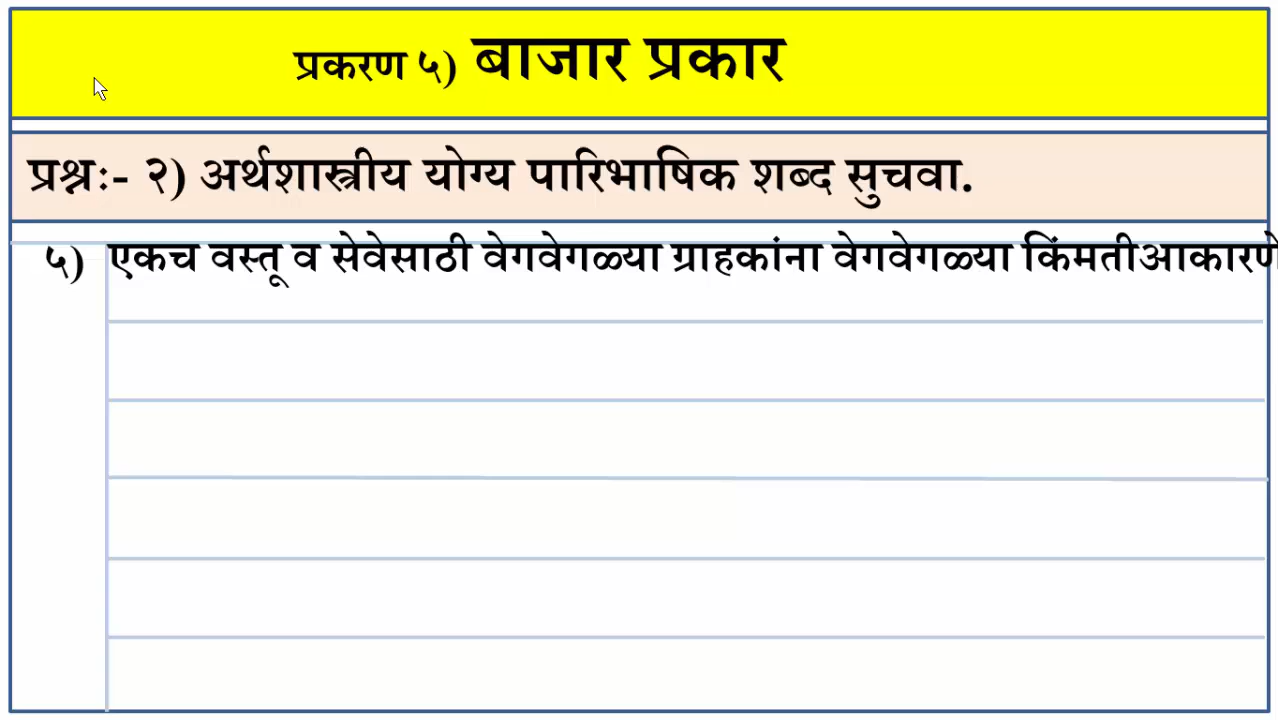 प्रकरण ५) बाजार प्रकार
प्रश्नः- २) अर्थशास्त्रीय योग्य पारिभाषिक शब्द सुचवा.
५) एकच वस्तू व सेवेसाठी वेगवेगळ्या ग्राहकांना वेगवेगळ्या किंमतीआकारणे